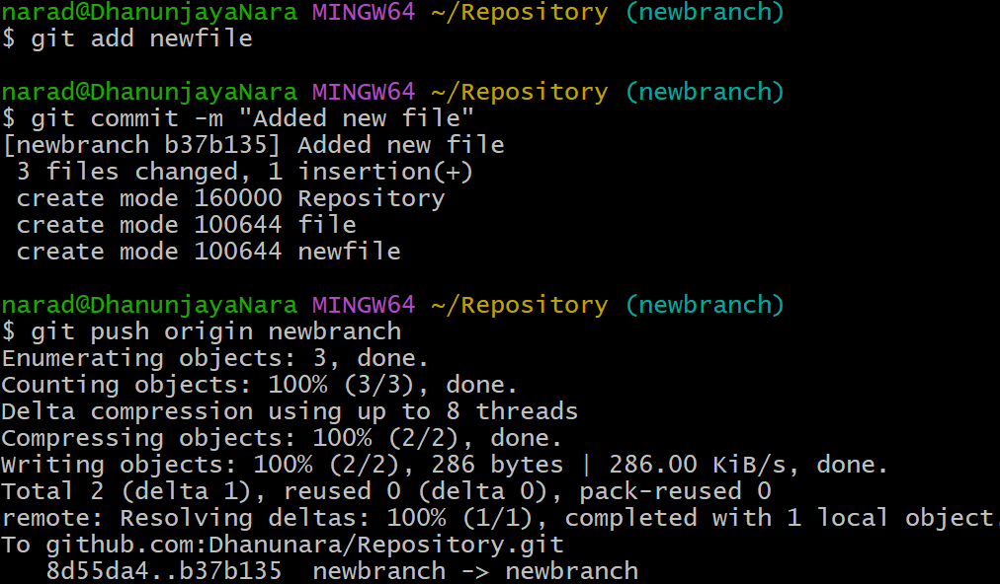 narad@DhanunjayaNara MINGW64 ~/Repository (newbranch)
$ git add newfile
narad@DhanunjayaNara MINGW64 ~/Repository (newbranch)
$ git commit -m "Added new file"
[newbranch b37b135] Added new file
 3 files changed, 1 insertion(+)
 create mode 160000 Repository
 create mode 100644 file
 create mode 100644 newfile
narad@DhanunjayaNara MINGW64 ~/Repository (newbranch)
$ git push origin newbranch
Enumerating objects: 3, done.
Counting objects: 100% (3/3), done.
Delta compression using up to 8 threads
Compressing objects: 100% (2/2), done.
Writing objects: 100% (2/2), 286 bytes | 286.00 KiB/s, done.
Total 2 (delta 1), reused 0 (delta 0), pack-reused 0
remote: Resolving deltas: 100% (1/1), completed with 1 local object.
To github.com:Dhanunara/Repository.git
   8d55da4..b37b135  newbranch -> newbranch